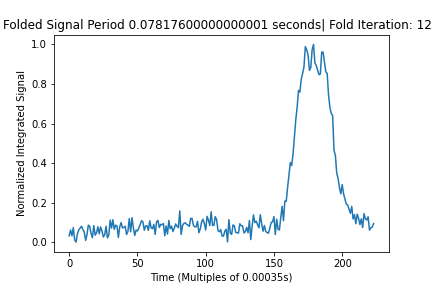 Folded Signal Period 0.07817600000000001 seconds| Fold Iteration: 12
Normalized Integrated Signal
1.0
0.8
0.6
0.4
0.2
0.0
0 50 100 150 200
Time (Multiples of 0.00035s)